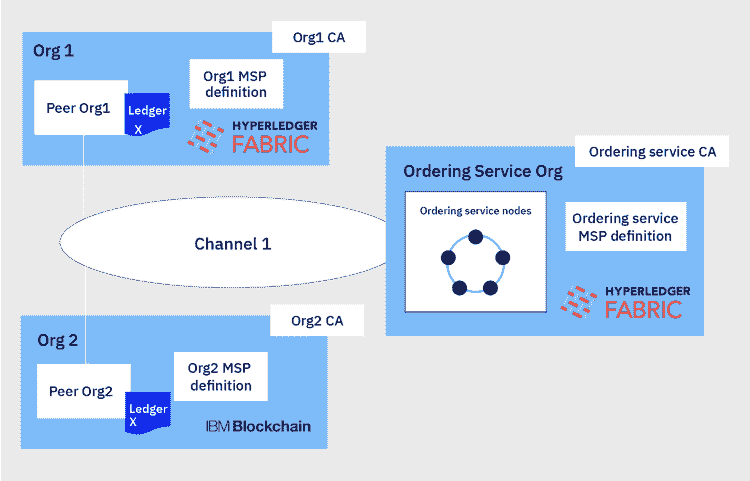 Org1 CA
Org 1
Org1 MSP
definition
Peer Org1
Ledger
X
HYPERLEDGER
FABRIC
Ordering service CA
Ordering Service Org
Ordering service nodes
Ordering service
MSP definition
HYPERLEDGER
FABRIC
Channel 1
Org2 CA
Org 2
Org2 MSP
definition
Peer Org2
Ledger
X
IBM Blockchain